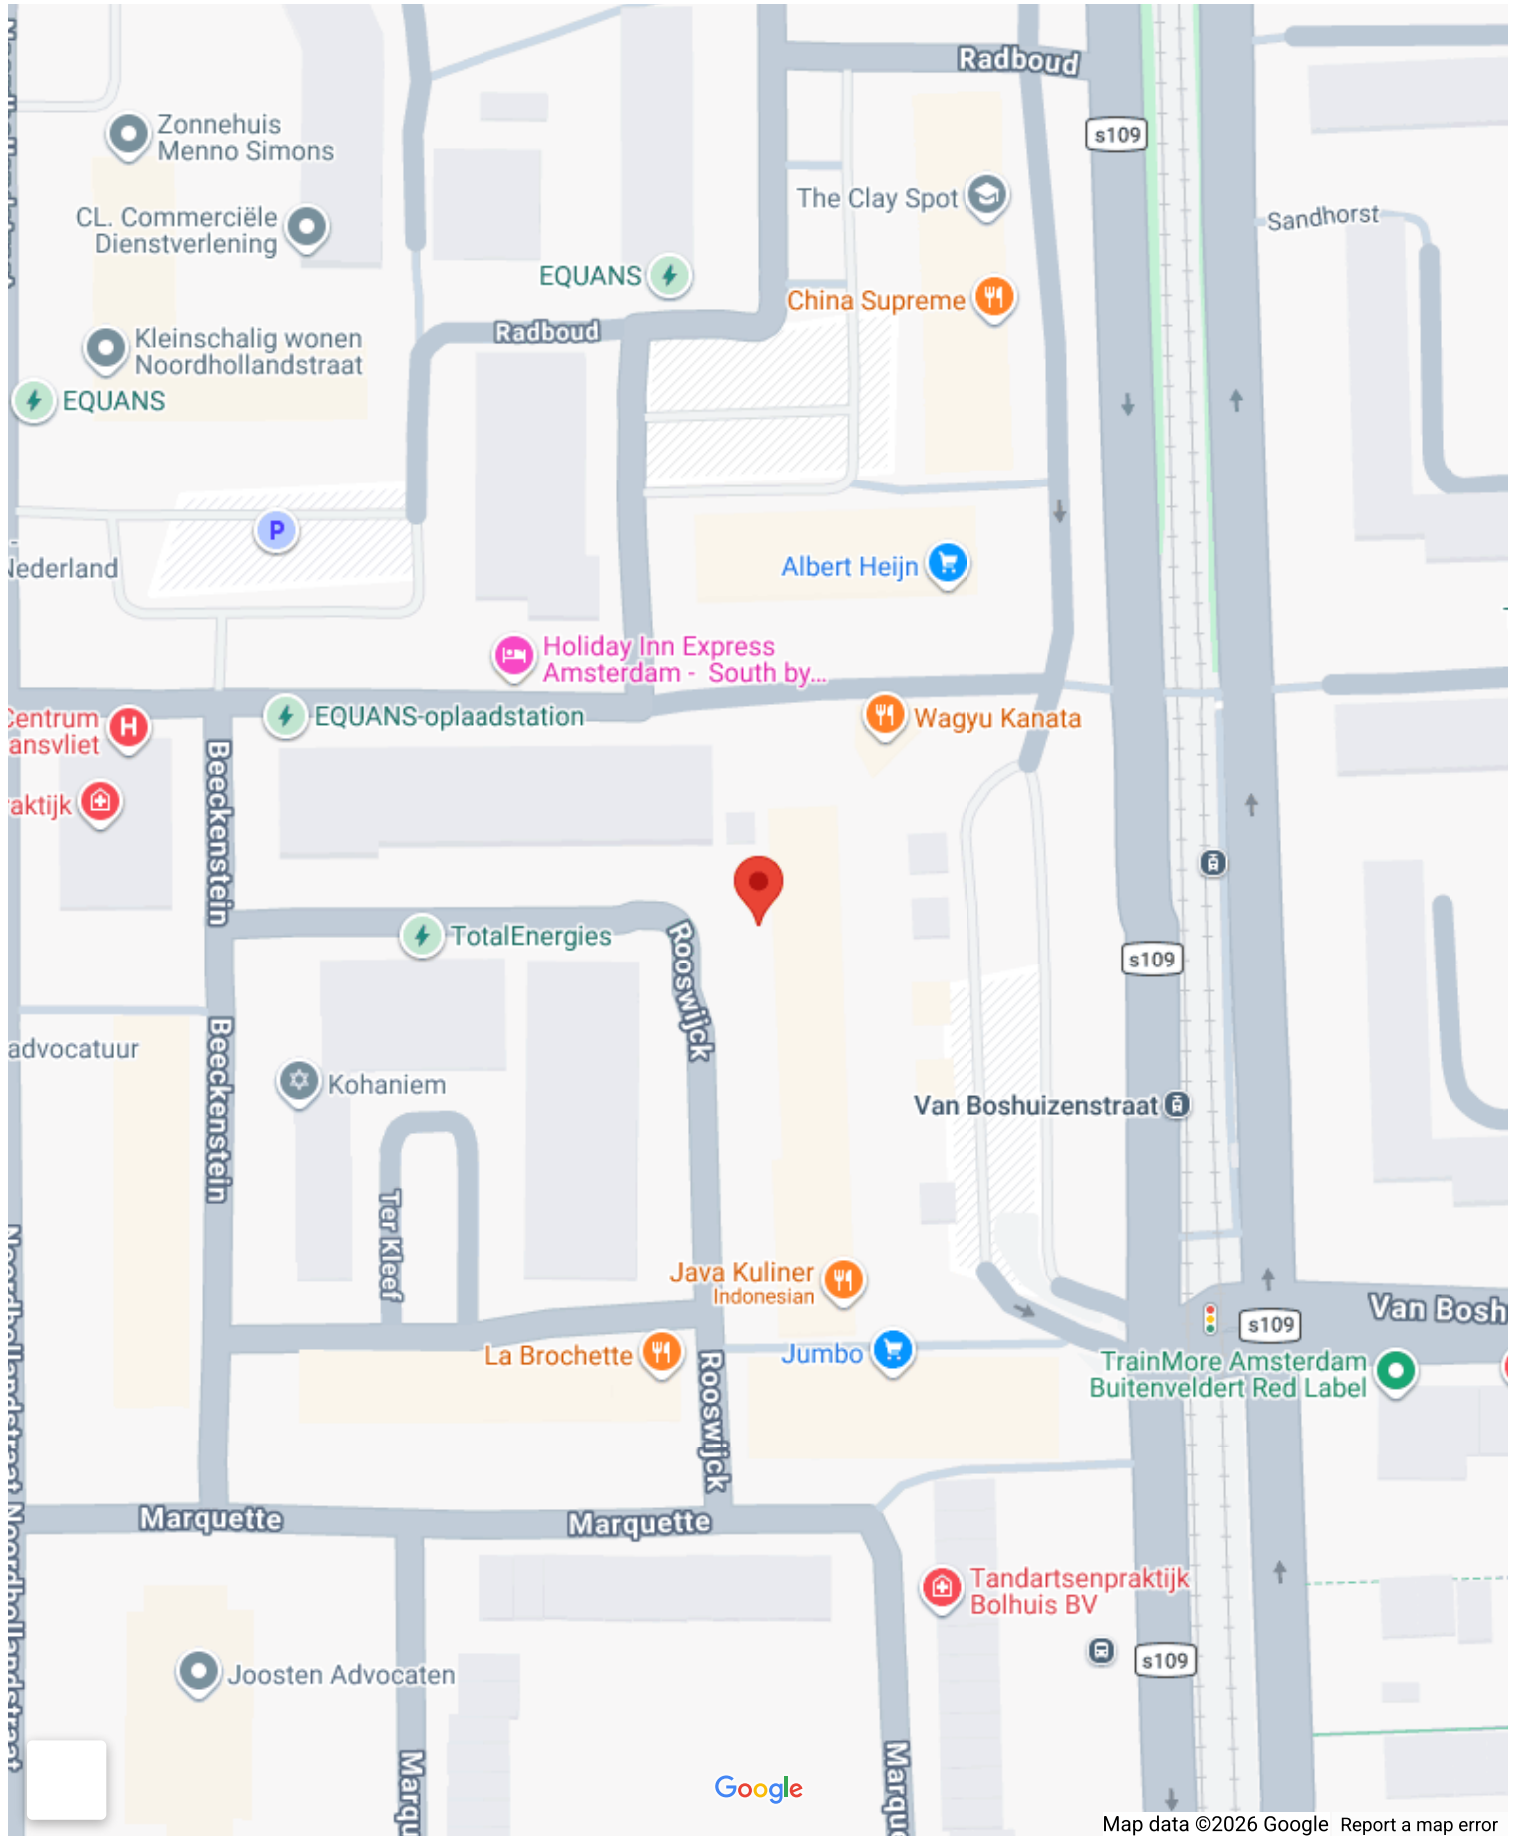 Radboud
s109
Zonnehuis
Menno Simons
The Clay Spot
CL. Commerciële
Dienstverlening
Sandhorst
EQUANS
China Supreme
Radboud
Kleinschalig wonen
Noordhollandstraat
EQUANS
P
Nederland
Albert Heijn
Holiday Inn Express
Amsterdam - South by...
EQUANS-oplaadstation
Wagyu Kanata
Centrum
ansvliet
H
Beeckenstein
aktijk
TotalEnergies
Rooswijck
s109
advocatuur
Beeckenstein
Kohaniem
Van Boshuizenstraat
Ter Kleef
Java Kuliner
Indonesian
Van Bosh
s109
La Brochette
Jumbo
TrainMore Amsterdam
Buitenveldert Red Label
Rooswijck
Noordhollandstraat
Marquette
Marquette
Noordhollandstraat
Tandartsenpraktijk
Bolhuis BV
s109
Joosten Advocaten
Marqu
Marque
Google
Map data ©2026 Google
Report a map error